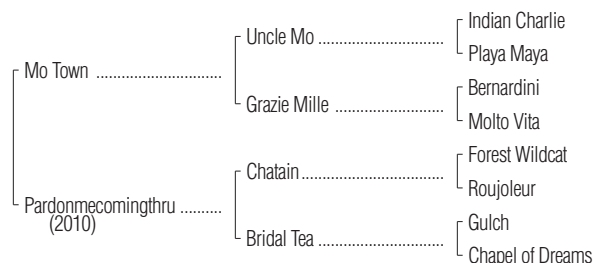 Indian Charlie
Uncle Mo ................................
Playa Maya
Mo Town ................................
Bernardini
Grazie Mille ...........................
Molto Vita
Forest Wildcat
Chatain....................................
Roujoleur
Pardonmecomingthru ..........
(2010)
Gulch
Bridal Tea ...............................
Chapel of Dreams